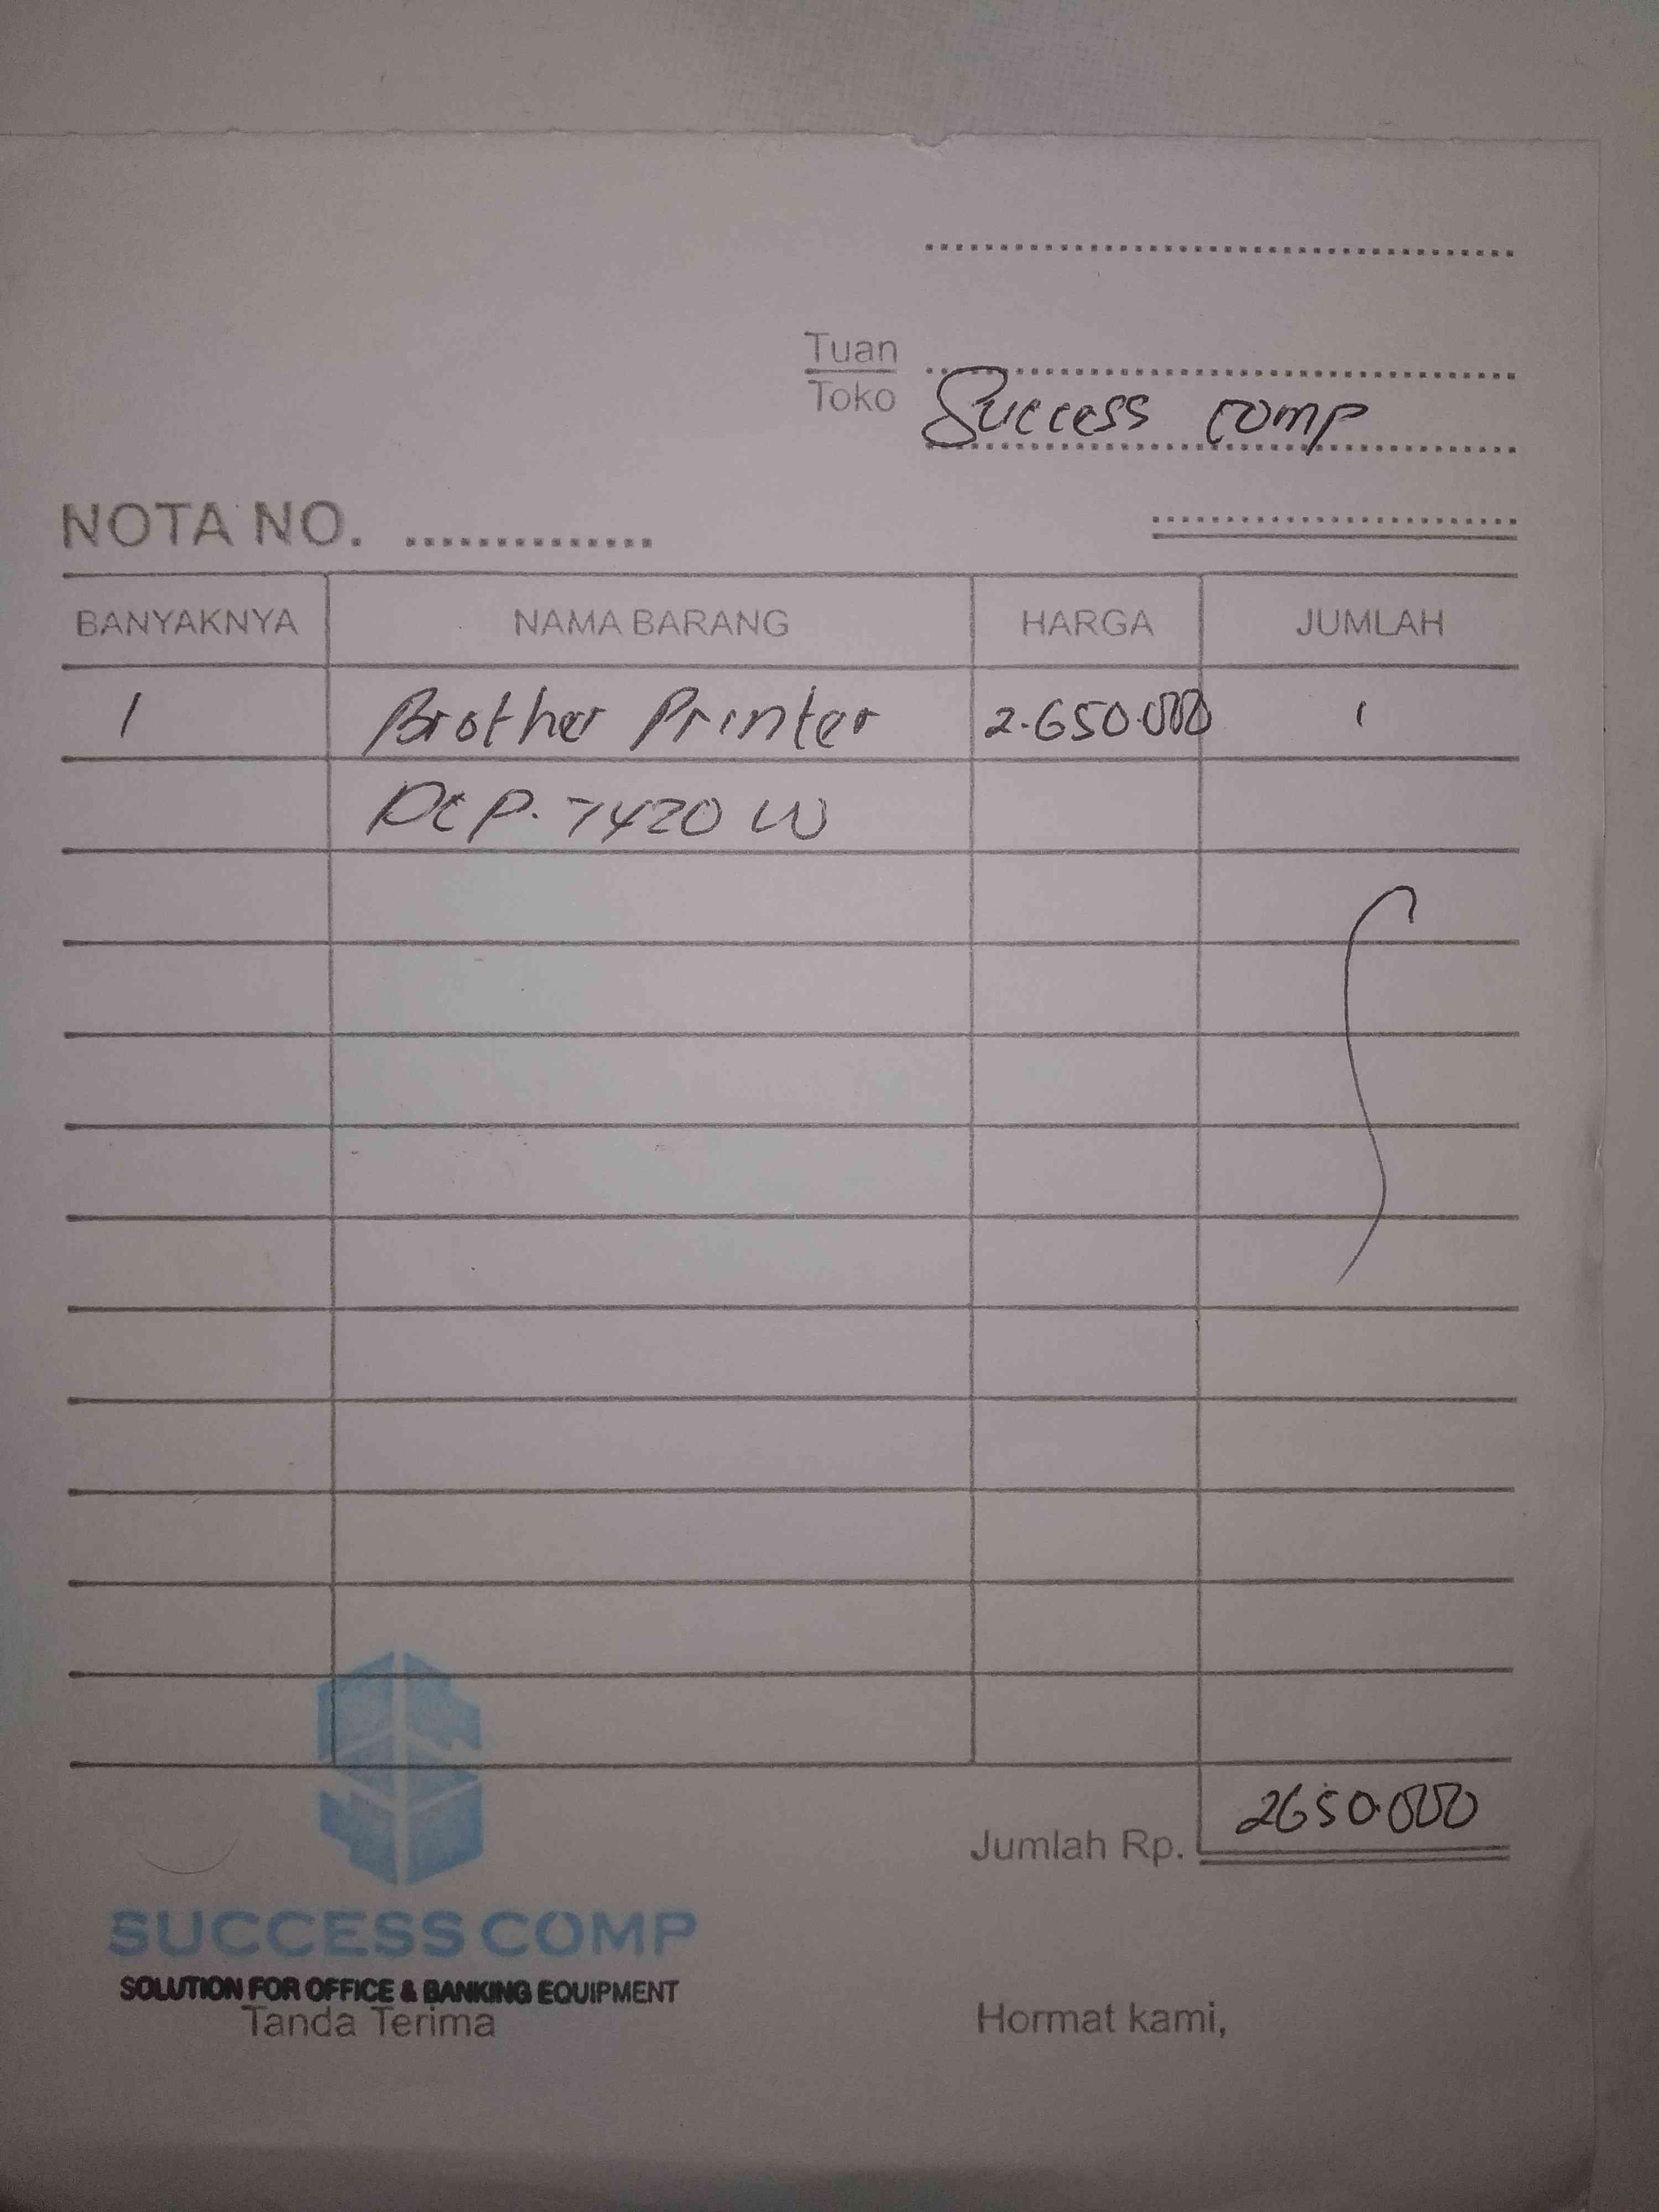 Tuan
Toko Success comp
NOTA NO. ..............
BANYAKNYA NAMA BARANG HARGA JUMLAH
1 Brother Printer 2.650.000 1
DCP. 7420 W
Jumlah Rp. 2650.000
SUCCESS COMP
SOLUTION FOR OFFICE & BANKING EQUIPMENT
Tanda Terima Hormat kami,